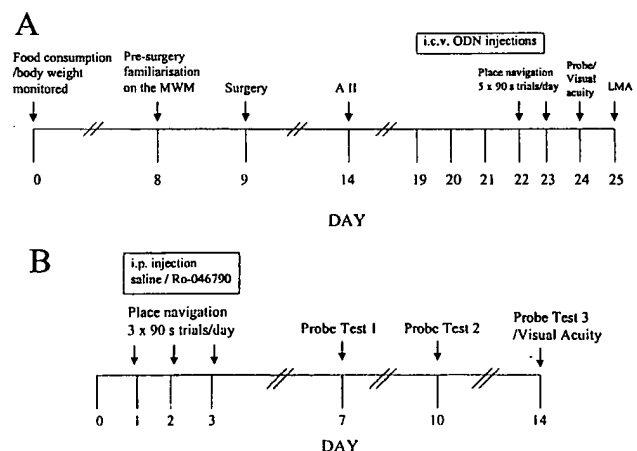 A
i.c.v. ODN injections
Food consumption
/body weight
monitored
Pre-surgery
familiarisation
on the MWM
Surgery
A II
Place navigation
5 x 90 s trials/day
Probe/
Visual
acuity
LMA
0
8
9
14
19
20
21
22
23
24
25
DAY
B
i.p. injection
saline / Ro-046790
Place navigation
3 x 90 s trials/day
Probe Test 1
Probe Test 2
Probe Test 3
/Visual Acuity
0
1
2
3
7
10
14
DAY